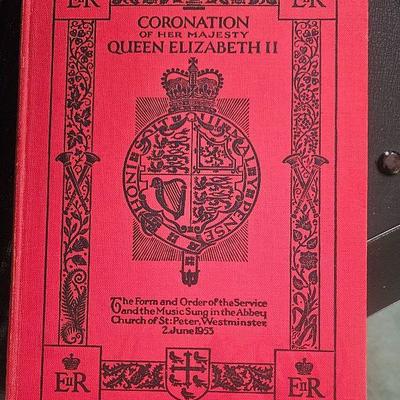 EIIR EIIR
CORONATION
OF HER MAJESTY
QUEEN ELIZABETH II
HONI SOIT QUI MAL Y PENSE
The Form and Order of the Service
and the Music Sung in the Abbey
Church of St: Peter, Westminster
2 June 1953
EIIR EIIR